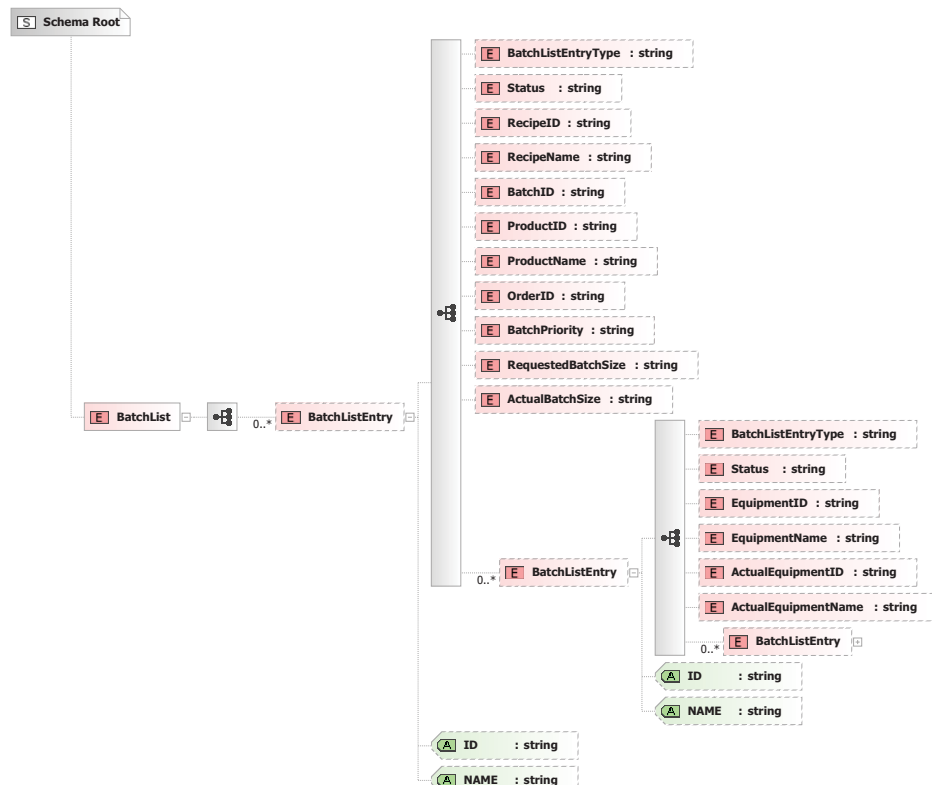 S Schema Root
E BatchListEntryType : string
E Status : string
E RecipeID : string
E RecipeName : string
E BatchID : string
E ProductID : string
E ProductName : string
E OrderID : string
E BatchPriority : string
E RequestedBatchSize : string
E ActualBatchSize : string
E BatchList
0..* E BatchListEntry
E BatchListEntryType : string
E Status : string
E EquipmentID : string
E EquipmentName : string
E ActualEquipmentID : string
0..* E BatchListEntry
E ActualEquipmentName : string
0..* E BatchListEntry
A ID : string
A NAME : string
A ID : string
A NAME : string